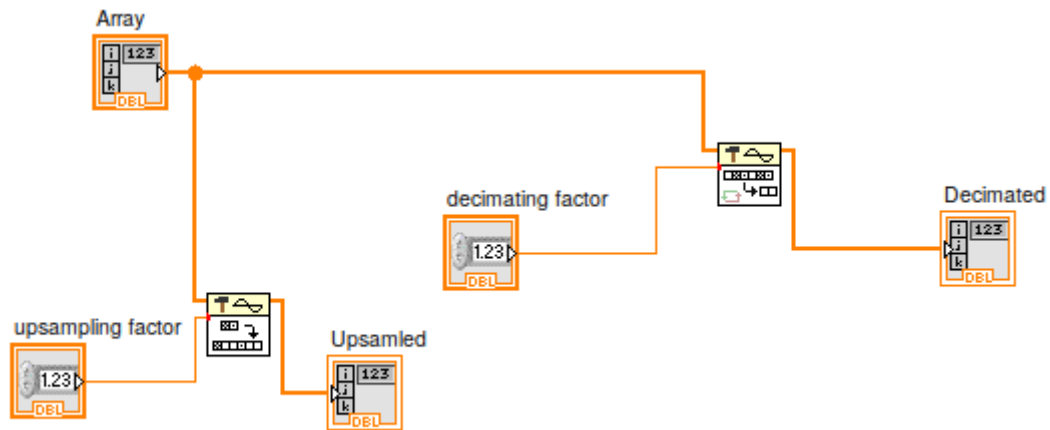 Array
i 123
j
k
DBL
decimating factor
1.23
DBL
Decimated
i 123
j
k
DBL
upsampling factor
1.23
DBL
Upsamled
i 123
j
k
DBL